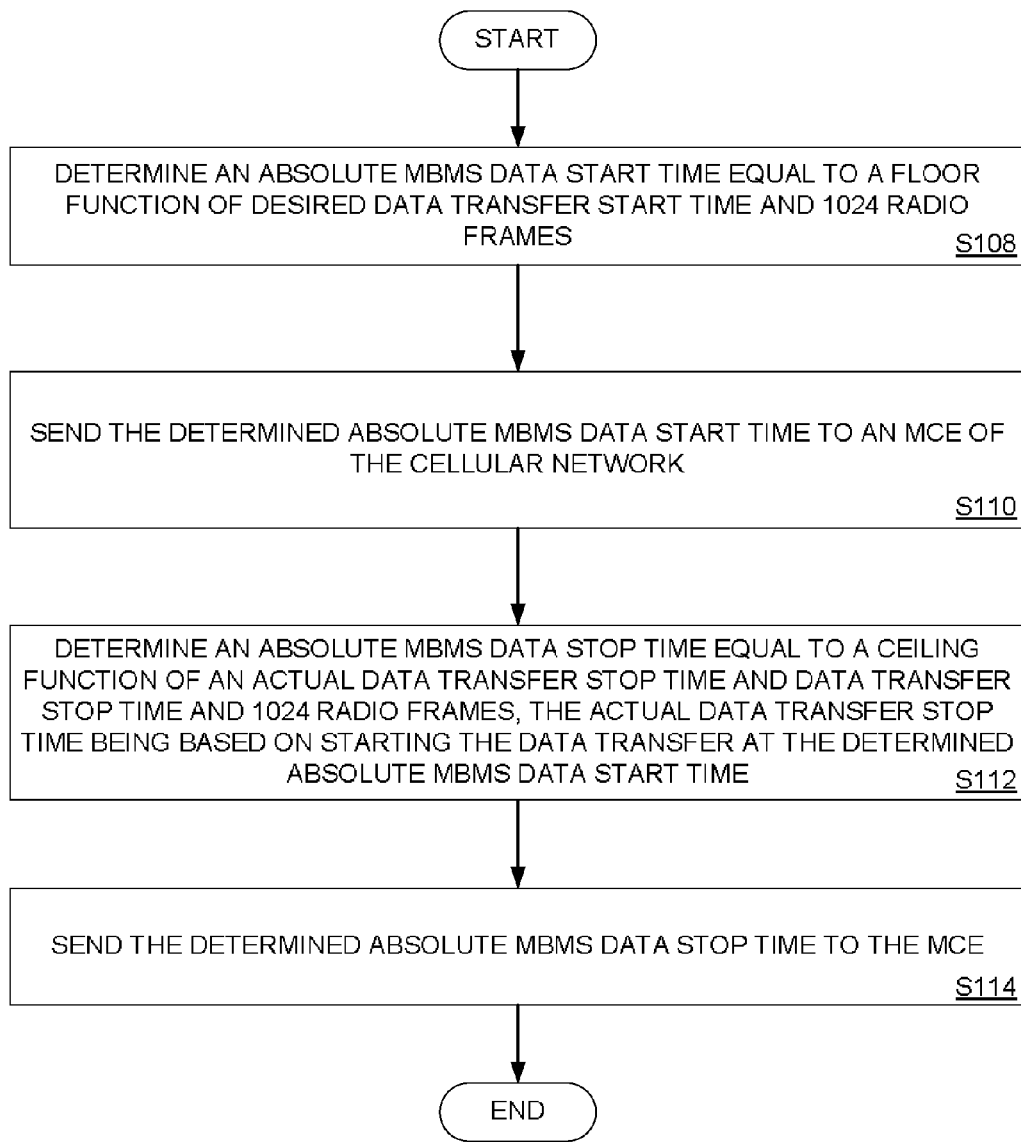 START
DETERMINE AN ABSOLUTE MBMS DATA START TIME EQUAL TO A FLOOR
FUNCTION OF DESIRED DATA TRANSFER START TIME AND 1024 RADIO
FRAMES
S108
SEND THE DETERMINED ABSOLUTE MBMS DATA START TIME TO AN MCE OF
THE CELLULAR NETWORK
S110
DETERMINE AN ABSOLUTE MBMS DATA STOP TIME EQUAL TO A CEILING
FUNCTION OF AN ACTUAL DATA TRANSFER STOP TIME AND DATA TRANSFER
STOP TIME AND 1024 RADIO FRAMES, THE ACTUAL DATA TRANSFER STOP
TIME BEING BASED ON STARTING THE DATA TRANSFER AT THE DETERMINED
ABSOLUTE MBMS DATA START TIME
S112
SEND THE DETERMINED ABSOLUTE MBMS DATA STOP TIME TO THE MCE
S114
END